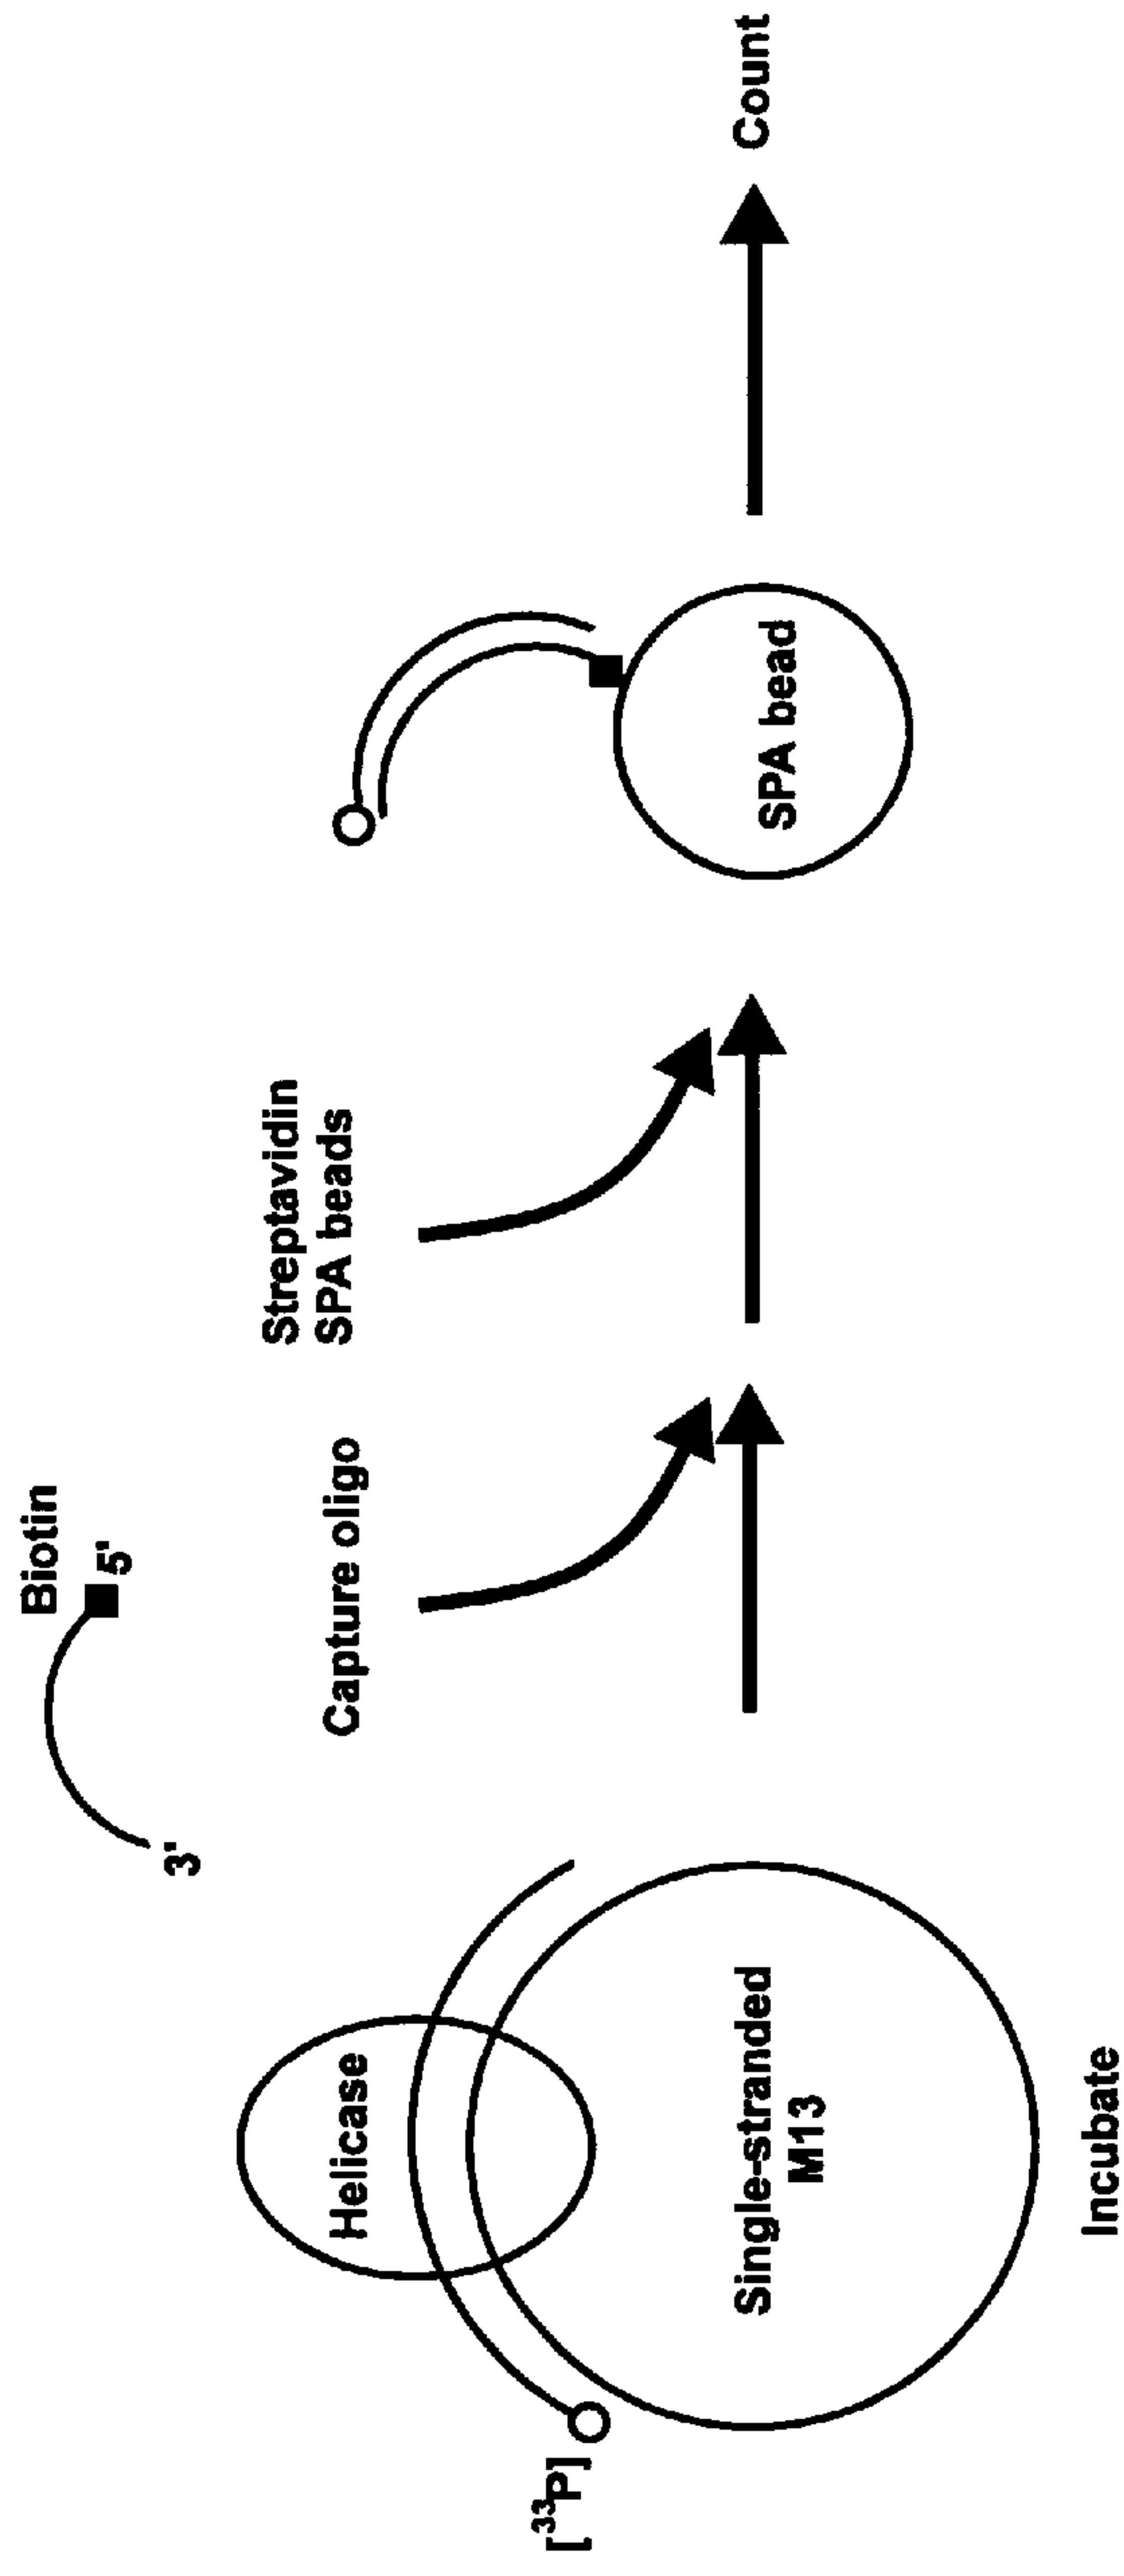 Biotin
3'
5'
Capture oligo
Streptavidin
SPA beads
Helicase
[³³P]
Single-stranded
M13
SPA bead
Count
Incubate